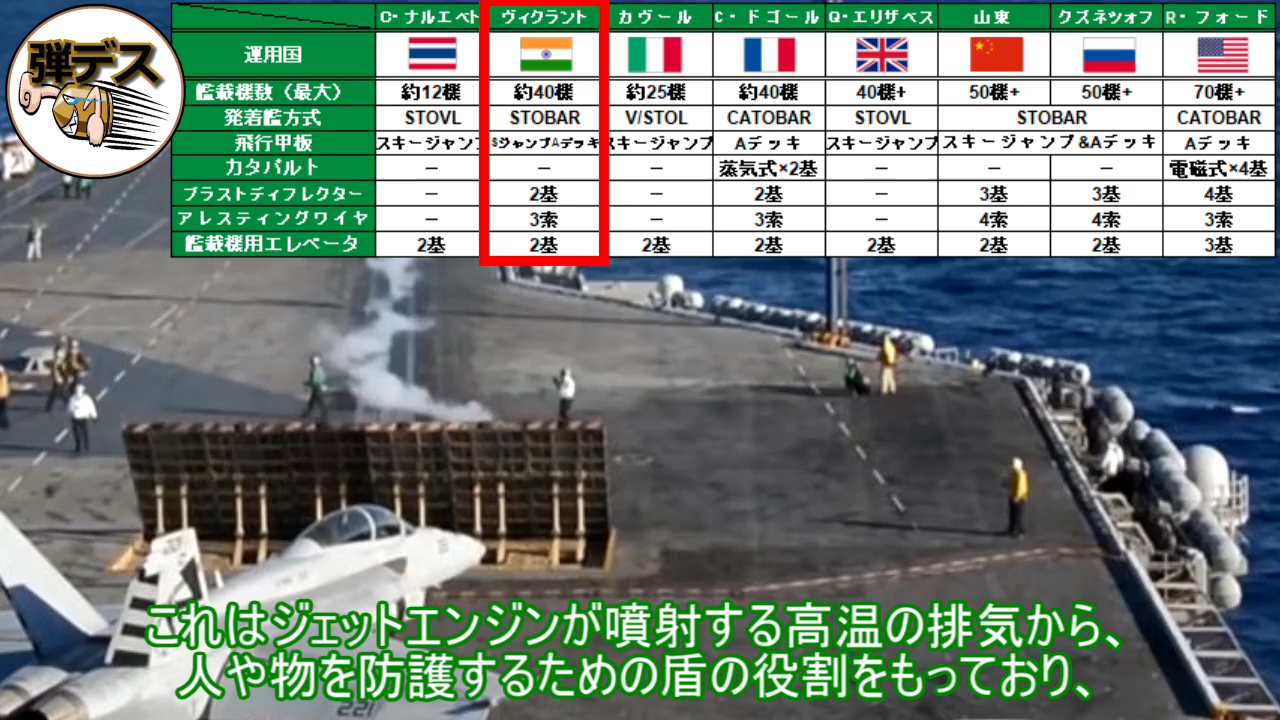 弾デス
C・ナルエベト ヴィクラント カヴール C・ドゴール Q・エリザベス 山東 クズネツォフ R・フォード
運用国
艦載機数（最大） 約12機 約40機 約25機 約40機 40機+ 50機+ 50機+ 70機+
発着艦方式 STOVL STOBAR V/STOL CATOBAR STOVL STOBAR CATOBAR
飛行甲板 スキージャンプ SジャンプAデッキ スキージャンプ Aデッキ スキージャンプ スキージャンプ&Aデッキ Aデッキ
カタパルト － － － 蒸気式×2基 － － － 電磁式×4基
ブラストディフレクター － 2基 － 2基 － 3基 3基 4基
アレスティングワイヤ － 3索 － 3索 － 4索 4索 3索
艦載機用エレベータ 2基 2基 2基 2基 2基 2基 2基 3基
これはジェットエンジンが噴射する高温の排気から、
人や物を防護するための盾の役割をもっており、
221